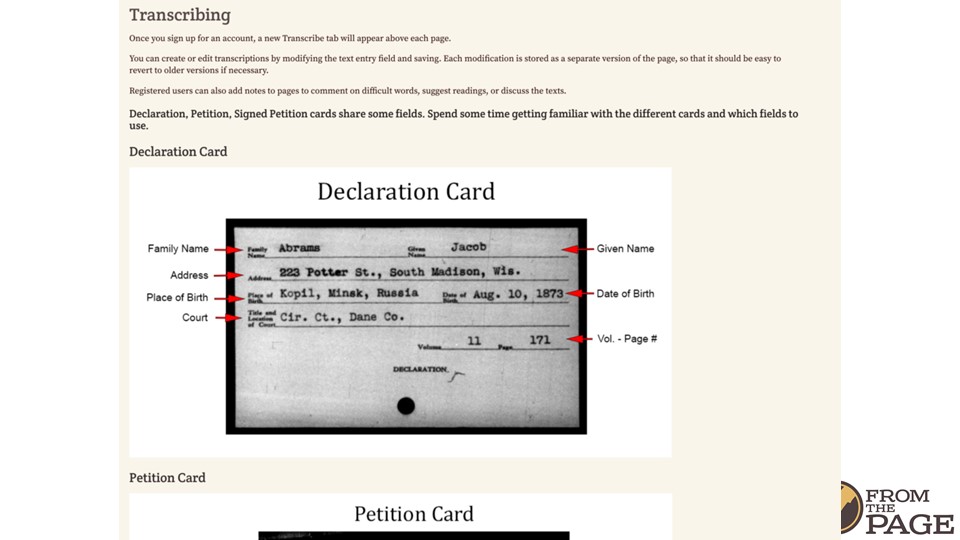 Transcribing
Once you sign up for an account, a new Transcribe tab will appear above each page.
You can create or edit transcriptions by modifying the text entry field and saving. Each modification is stored as a separate version of the page, so that it should be easy to
revert to older versions if necessary.
Registered users can also add notes to pages to comment on difficult words, suggest readings, or discuss the texts.
Declaration, Petition, Signed Petition cards share some fields. Spend some time getting familiar with the different cards and which fields to
use.
Declaration Card
Declaration Card
Family Name
Family Name Abrams Given Name Jacob
Given Name
Address
Address 223 Potter St., South Madison, Wis.
Place of Birth
Place of Birth Kopil, Minsk, Russia Date of Birth Aug. 10, 1873
Date of Birth
Court
Title and Location of Court Cir. Ct., Dane Co.
Volume 11 Page 171
Vol. - Page #
DECLARATION.
Petition Card
Petition Card
FROM
THE
PAGE